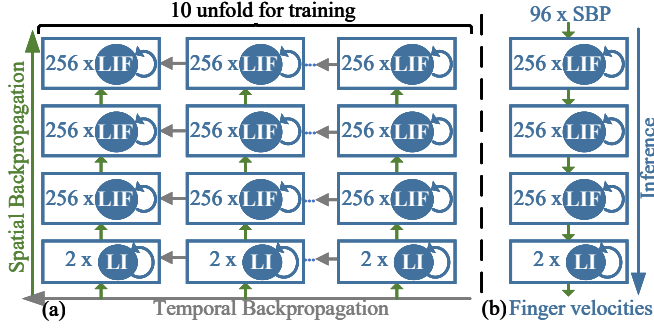 10 unfold for training
96 x SBP
256 x LIF 256 x LIF 256 x LIF 256 x LIF
256 x LIF 256 x LIF 256 x LIF 256 x LIF
256 x LIF 256 x LIF 256 x LIF 256 x LIF
2 x LI 2 x LI 2 x LI 2 x LI
Spatial Backpropagation
Inference
(a) Temporal Backpropagation
(b) Finger velocities